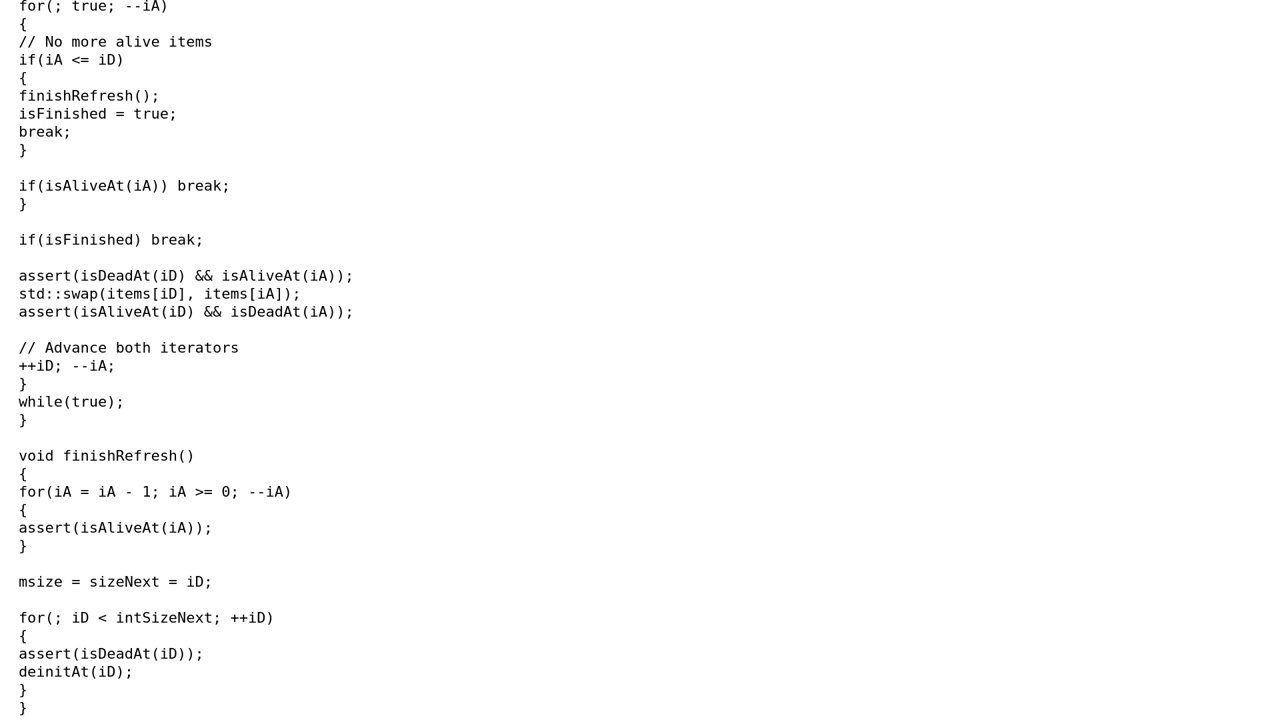 for(; true; --iA)
{
// No more alive items
if(iA <= iD)
{
finishRefresh();
isFinished = true;
break;
}
if(isAliveAt(iA)) break;
}
if(isFinished) break;
assert(isDeadAt(iD) && isAliveAt(iA));
std::swap(items[iD], items[iA]);
assert(isAliveAt(iD) && isDeadAt(iA));
// Advance both iterators
++iD; --iA;
}
while(true);
}
void finishRefresh()
{
for(iA = iA - 1; iA >= 0; --iA)
{
assert(isAliveAt(iA));
}
msize = sizeNext = iD;
for(; iD < intSizeNext; ++iD)
{
assert(isDeadAt(iD));
deinitAt(iD);
}
}